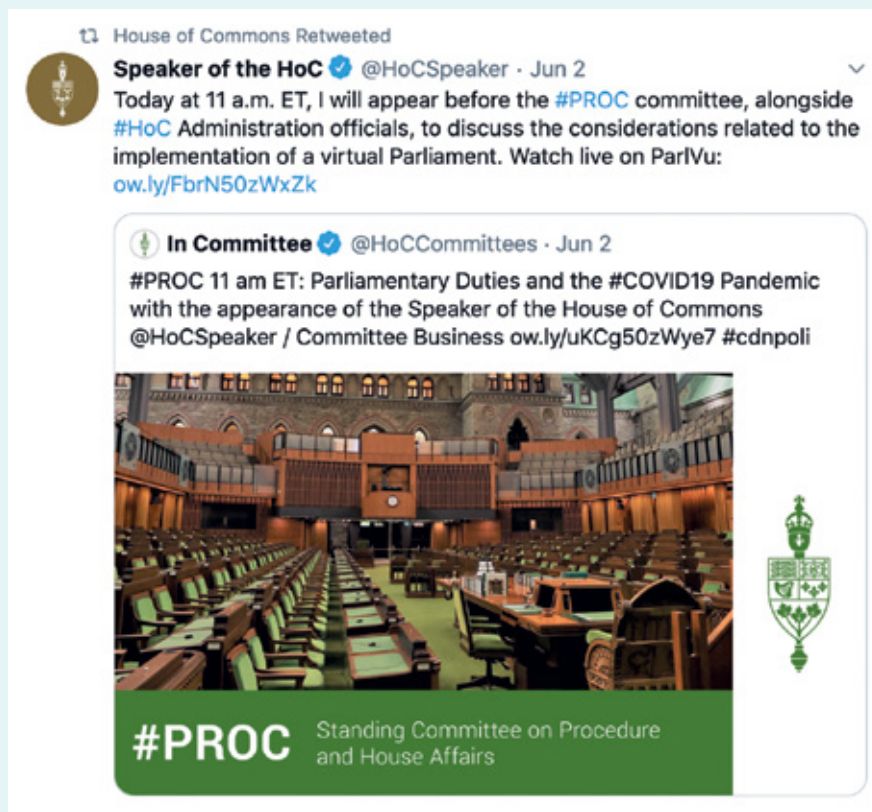 House of Commons Retweeted
Speaker of the HoC @HoCSpeaker · Jun 2
Today at 11 a.m. ET, I will appear before the #PROC committee, alongside
#HoC Administration officials, to discuss the considerations related to the
implementation of a virtual Parliament. Watch live on ParlVu:
ow.ly/FbrN50zWxZk
In Committee @HoCCommittees · Jun 2
#PROC 11 am ET: Parliamentary Duties and the #COVID19 Pandemic
with the appearance of the Speaker of the House of Commons
@HoCSpeaker / Committee Business ow.ly/uKCg50zWye7 #cdnpoli
#PROC Standing Committee on Procedure
and House Affairs